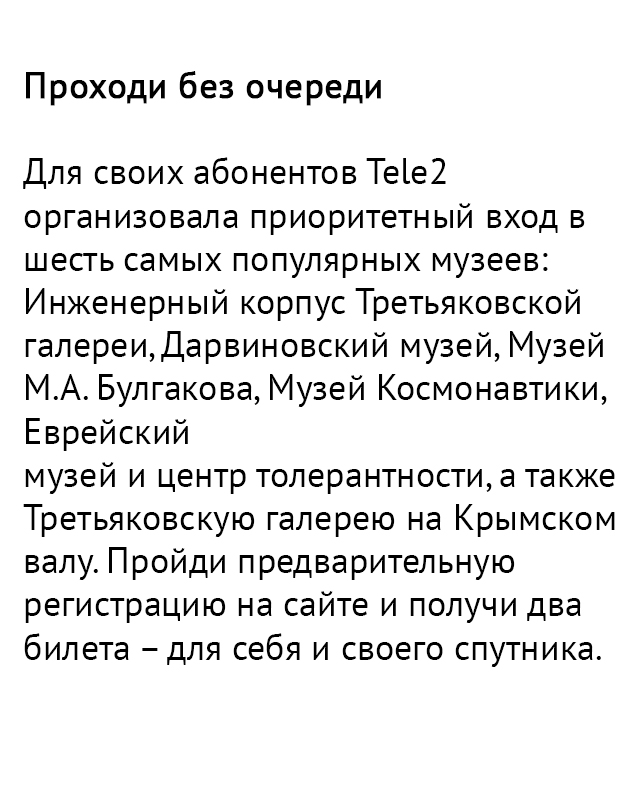 Проходи без очереди
Для своих абонентов Tele2
организовала приоритетный вход в
шесть самых популярных музеев:
Инженерный корпус Третьяковской
галереи, Дарвиновский музей, Музей
М.А. Булгакова, Музей Космонавтики,
Еврейский
музей и центр толерантности, а также
Третьяковскую галерею на Крымском
валу. Пройди предварительную
регистрацию на сайте и получи два
билета – для себя и своего спутника.